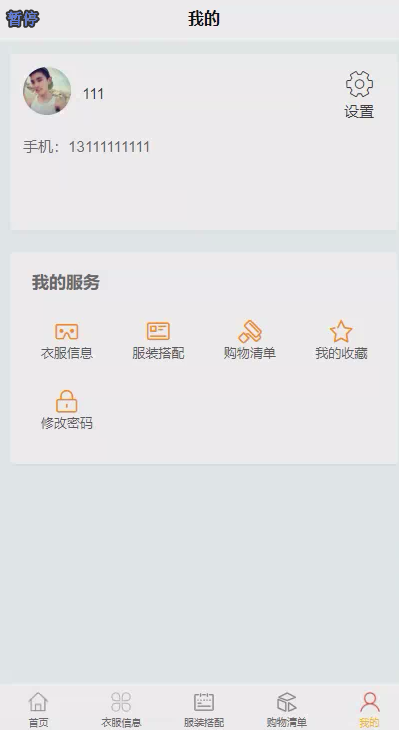 暂停 我的
111
设置
手机：13111111111
我的服务
衣服信息 服装搭配 购物清单 我的收藏
修改密码
首页 衣服信息 服装搭配 购物清单 我的